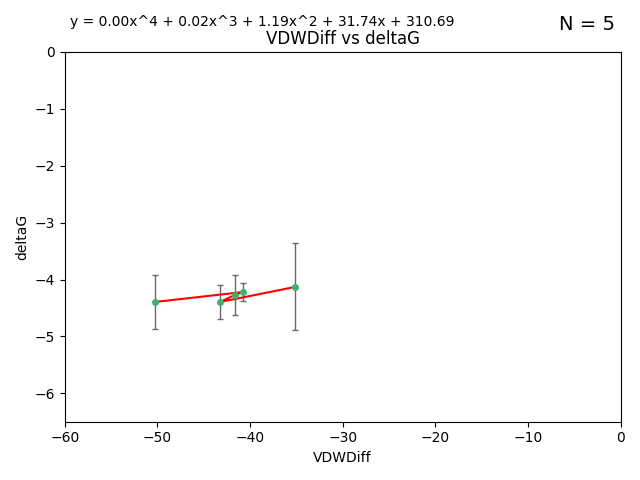 y = 0.00x^4 + 0.02x^3 + 1.19x^2 + 31.74x + 310.69
N = 5
VDWDiff vs deltaG
0
−1
−2
−3
−4
−5
−6
deltaG
−60 −50 −40 −30 −20 −10 0
VDWDiff